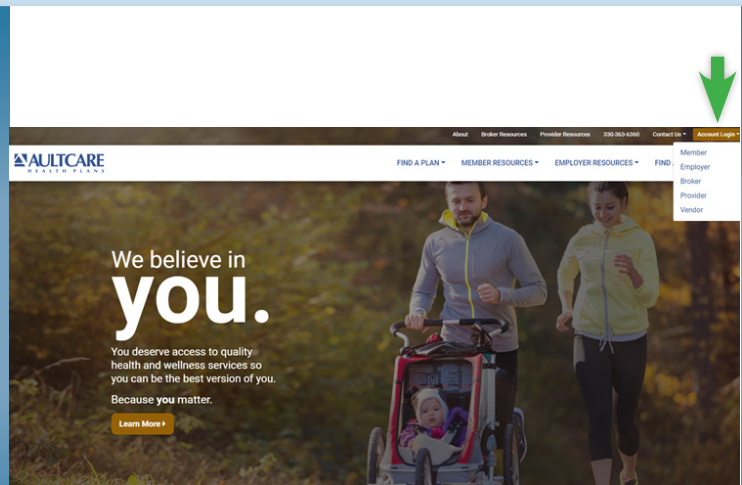 About Broker Resources Provider Resources 330-363-6360 Contact Us Account Login
AULTCARE
HEALTH PLANS
FIND A PLAN MEMBER RESOURCES EMPLOYER RESOURCES FIND
Member
Employer
Broker
Provider
Vendor
We believe in
you.
You deserve access to quality
health and wellness services so
you can be the best version of you.
Because you matter.
Learn More